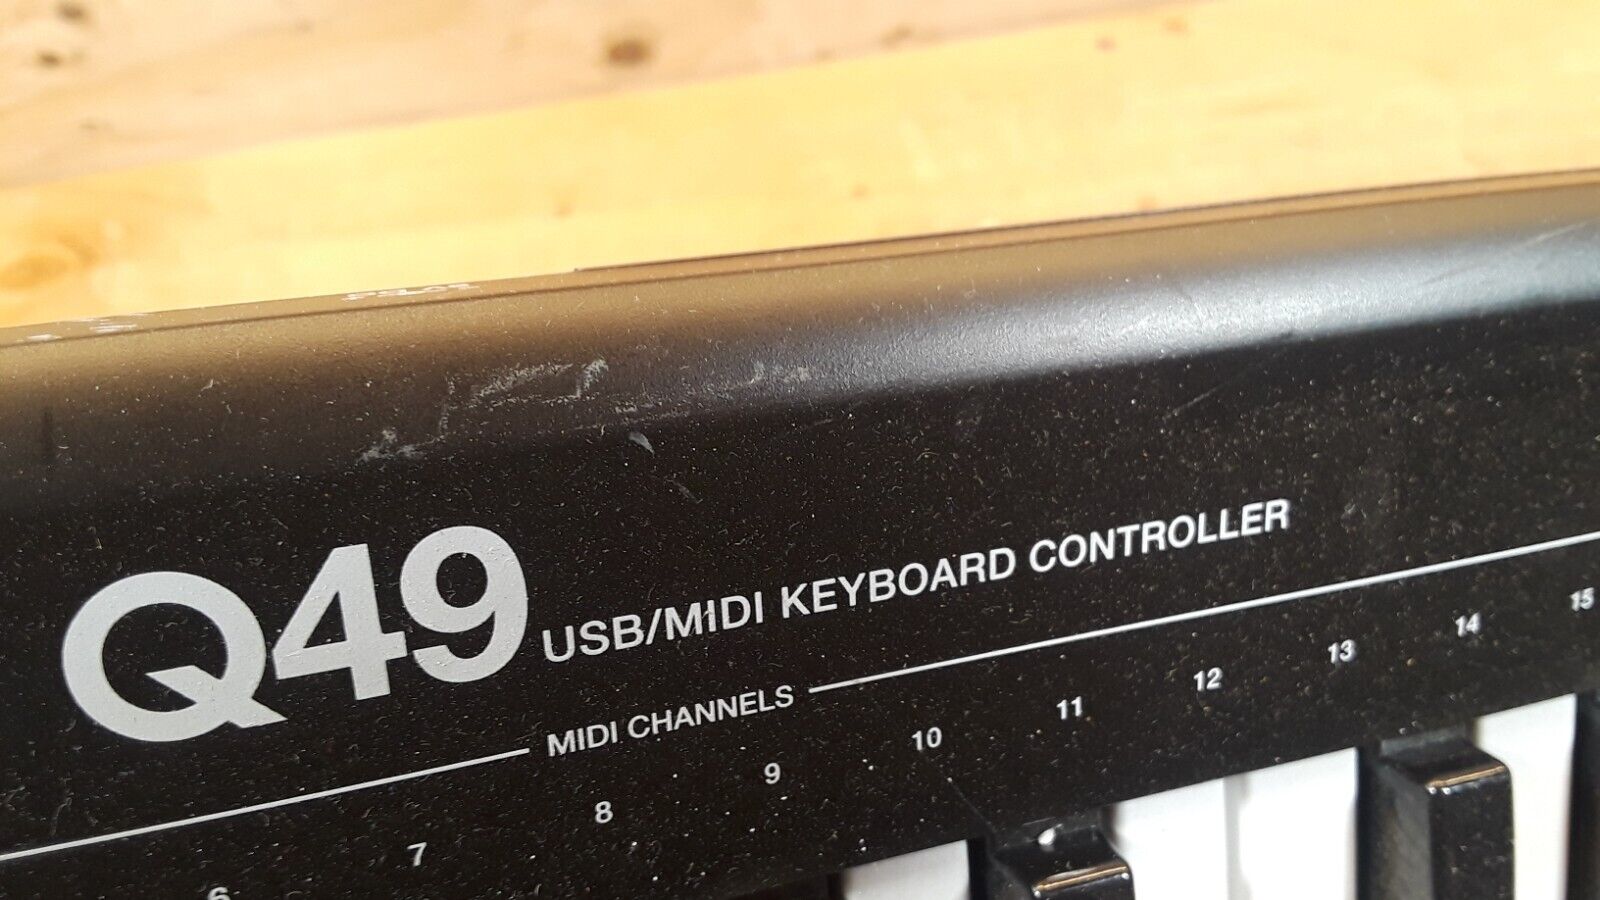 Q49 USB/MIDI KEYBOARD CONTROLLER
MIDI CHANNELS
6 7 8 9 10 11 12 13 14 15